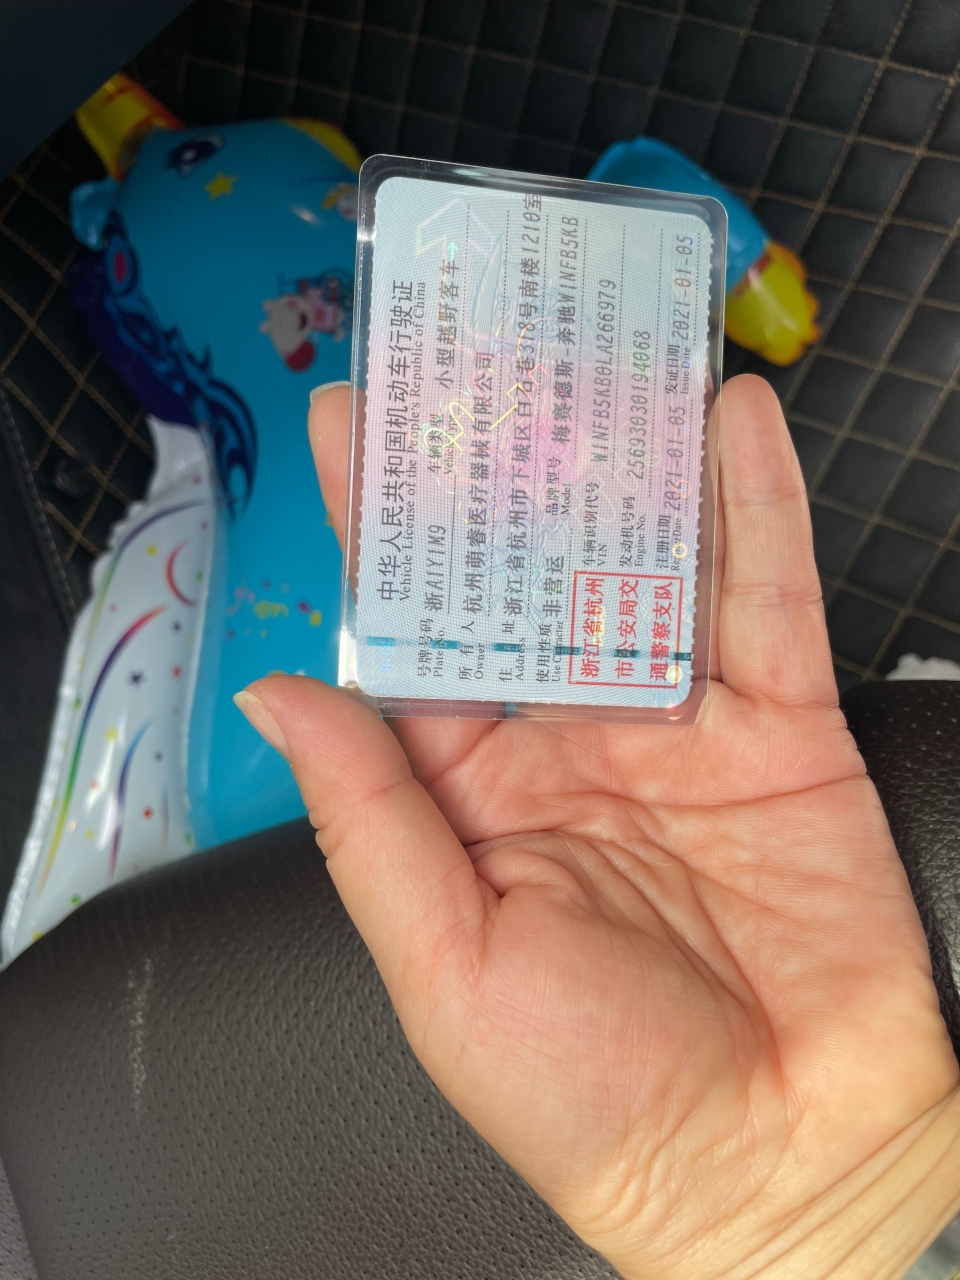 中华人民共和国机动车行驶证
Vehicle License of the People's Republic of China
号牌号码 浙A1Y1M9 车辆类型 小型越野客车
Plate No. Vehicle Type
所有人 杭州萌睿医疗器械有限公司
Owner
住址 浙江省杭州市下城区白石巷318号南楼1210室
Address
使用性质 非营运 品牌型号 梅赛德斯-奔驰WINFB5KB
Use Character Model
浙江省杭州
市公安局交
通警察支队
车辆识别代号 WINFB5KB0LA266979
VIN
发动机号码 25693030194068
Engine No.
注册日期 2021-01-05 发证日期 2021-01-05
Issue Date